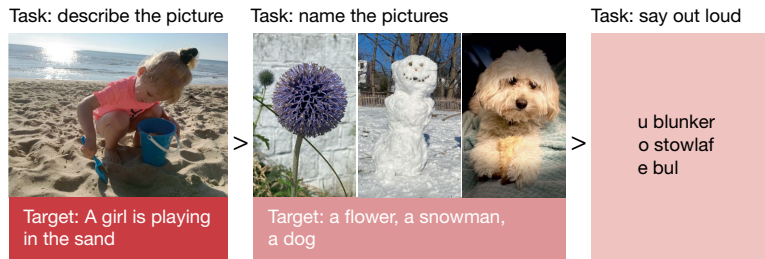 Task: describe the picture
Task: name the pictures
Task: say out loud
>
>
u blunker
o stowlaf
e bul
Target: A girl is playing
in the sand
Target: a flower, a snowman,
a dog